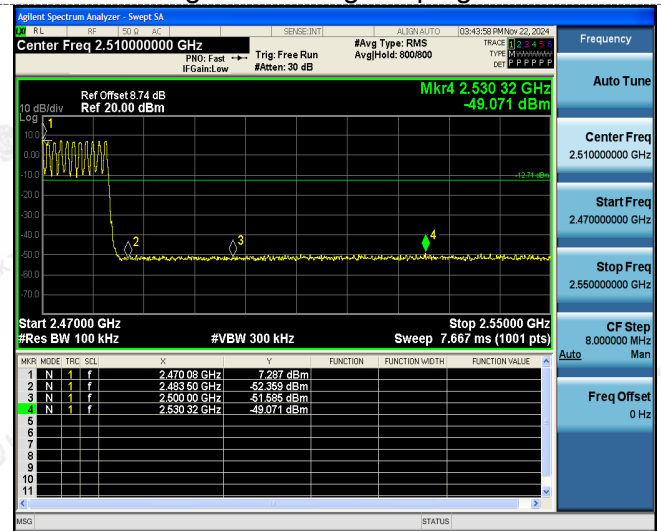 Agilent Spectrum Analyzer - Swept SA
LXI RL RF 50 Ω AC SENSE:INT ALIGN AUTO 03:43:58 PM Nov 22, 2024
Center Freq 2.510000000 GHz
PNO: Fast
IFGain:Low
Trig: Free Run
#Atten: 30 dB
#Avg Type: RMS
Avg|Hold: 800/800
TRACE 1 2 3 4 5 6
TYPE M WWWWW
DET P P P P P P
Ref Offset 8.74 dB
Ref 20.00 dBm
10 dB/div
Log
Mkr4 2.530 32 GHz
-49.071 dBm
10.0
0.00
-10.0
-20.0
-30.0
-40.0
-50.0
-60.0
-70.0
1
2
3
4
-12.71 dBm
Start 2.47000 GHz
Stop 2.55000 GHz
#Res BW 100 kHz
#VBW 300 kHz
Sweep 7.667 ms (1001 pts)
MKR MODE TRC SCL X Y FUNCTION FUNCTION WIDTH FUNCTION VALUE
1 N 1 f 2.470 08 GHz 7.287 dBm
2 N 1 f 2.483 50 GHz -52.359 dBm
3 N 1 f 2.500 00 GHz -51.585 dBm
4 N 1 f 2.530 32 GHz -49.071 dBm
5
6
7
8
9
10
11
MSG
STATUS
Frequency
Auto Tune
Center Freq
2.510000000 GHz
Start Freq
2.470000000 GHz
Stop Freq
2.550000000 GHz
CF Step
8.000000 MHz
Auto Man
Freq Offset
0 Hz